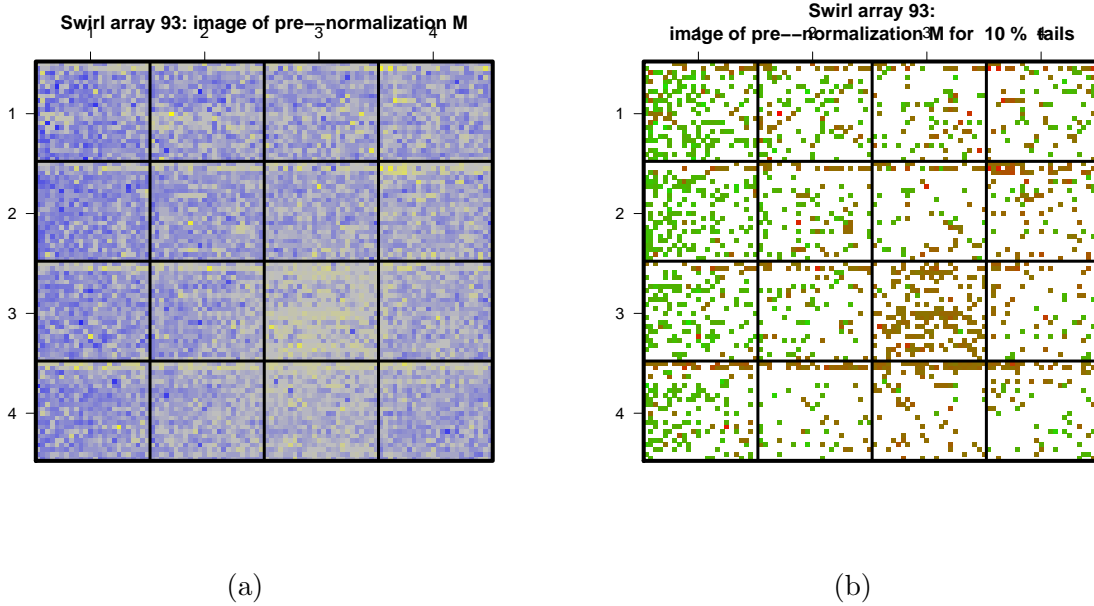 Swirl array 93: image of pre−−normalization M
1 2 3 4
1
2
3
4
(a)
Swirl array 93:
image of pre−−normalization M for 10 % tails
1 2 3 4
1
2
3
4
(b)